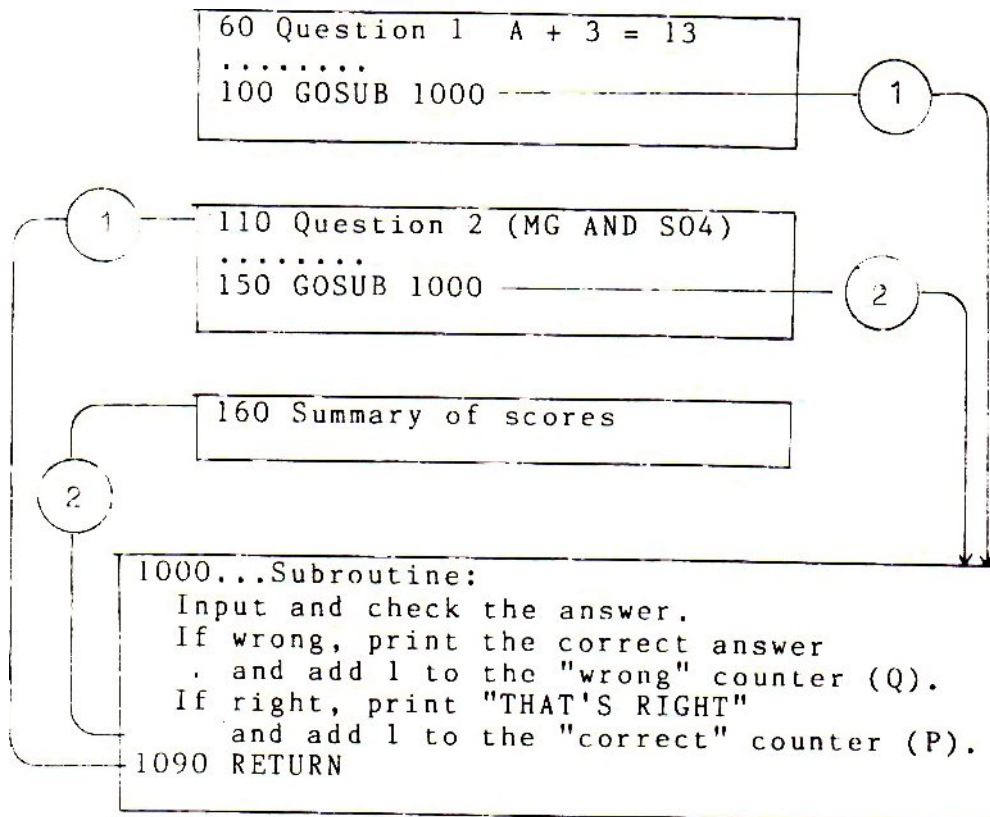 60 Question 1 A + 3 = 13
........
100 GOSUB 1000
1
1
110 Question 2 (MG AND SO4)
........
150 GOSUB 1000
2
160 Summary of scores
2
1000...Subroutine:
Input and check the answer.
If wrong, print the correct answer
. and add 1 to the "wrong" counter (Q).
If right, print "THAT'S RIGHT"
and add 1 to the "correct" counter (P).
1090 RETURN